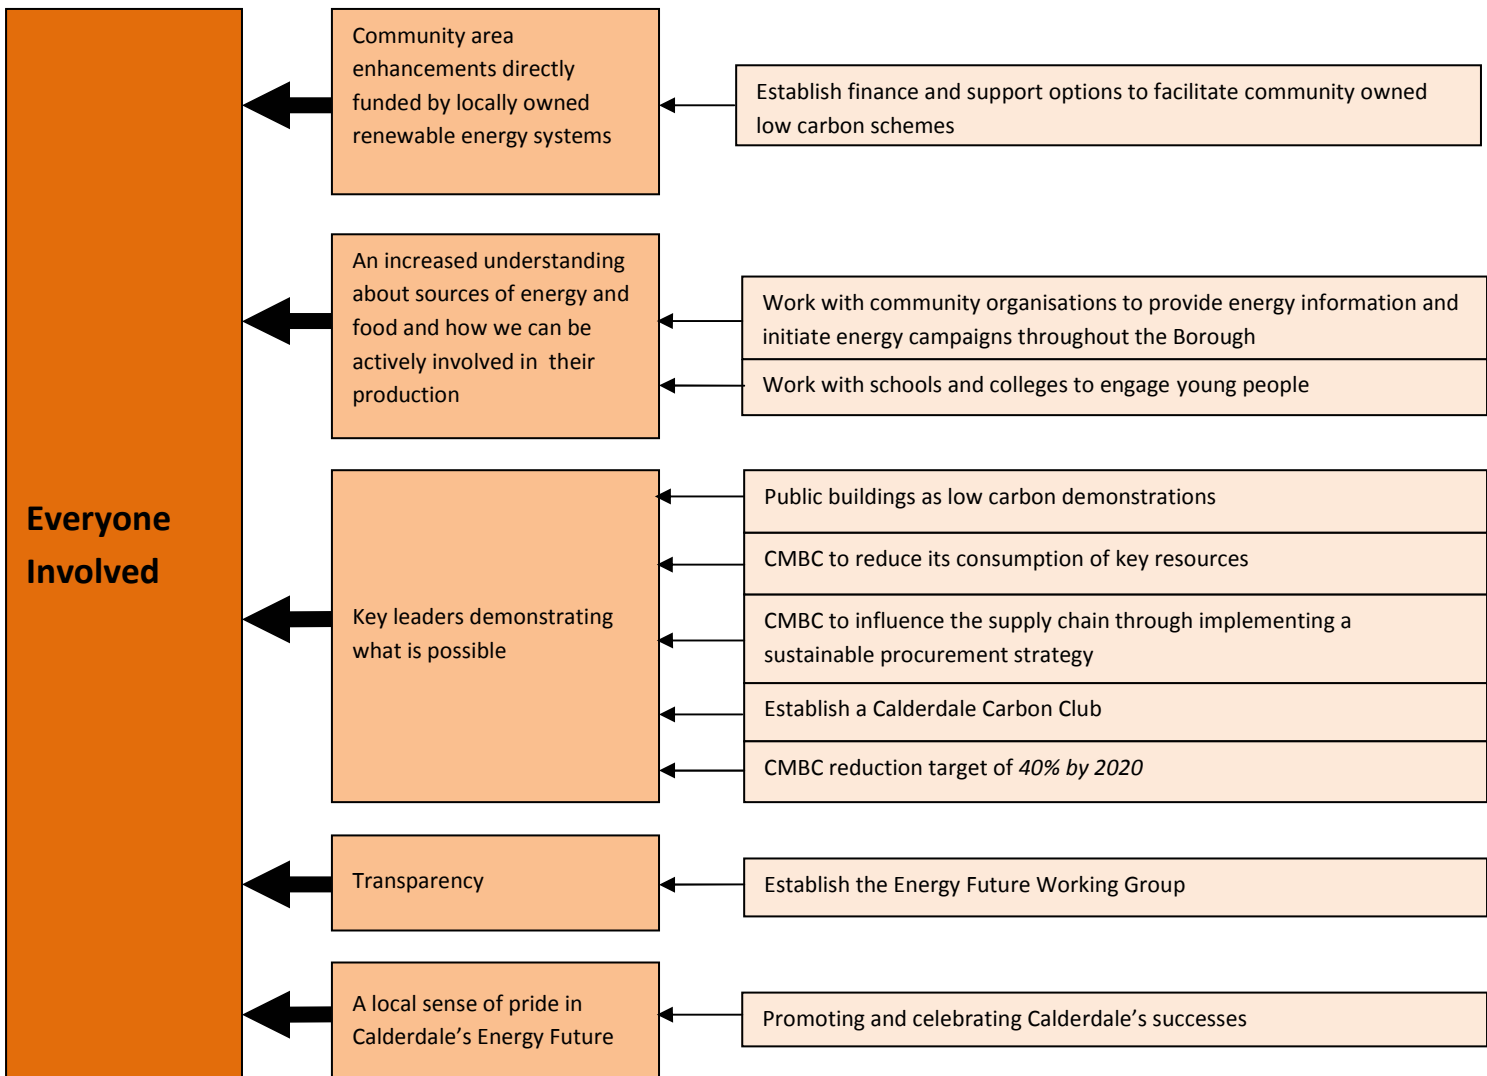 Everyone
Involved
Community area
enhancements directly
funded by locally owned
renewable energy systems
Establish finance and support options to facilitate community owned
low carbon schemes
An increased understanding
about sources of energy and
food and how we can be
actively involved in  their
production
Work with community organisations to provide energy information and
initiate energy campaigns throughout the Borough
Work with schools and colleges to engage young people
Key leaders demonstrating
what is possible
Public buildings as low carbon demonstrations
CMBC to reduce its consumption of key resources
CMBC to influence the supply chain through implementing a
sustainable procurement strategy
Establish a Calderdale Carbon Club
CMBC reduction target of 40% by 2020
Transparency
Establish the Energy Future Working Group
A local sense of pride in
Calderdale’s Energy Future
Promoting and celebrating Calderdale’s successes